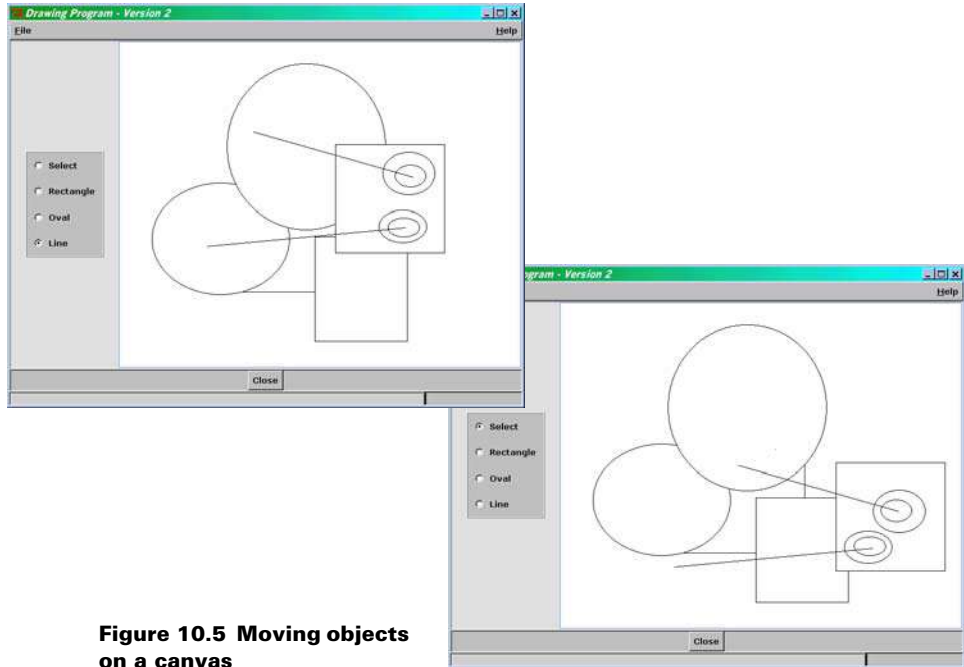 Drawing Program - Version 2
File Help
Select
Rectangle
Oval
Line
Close
ogram - Version 2
Help
Select
Rectangle
Oval
Line
Close
Figure 10.5 Moving objects
on a canvas